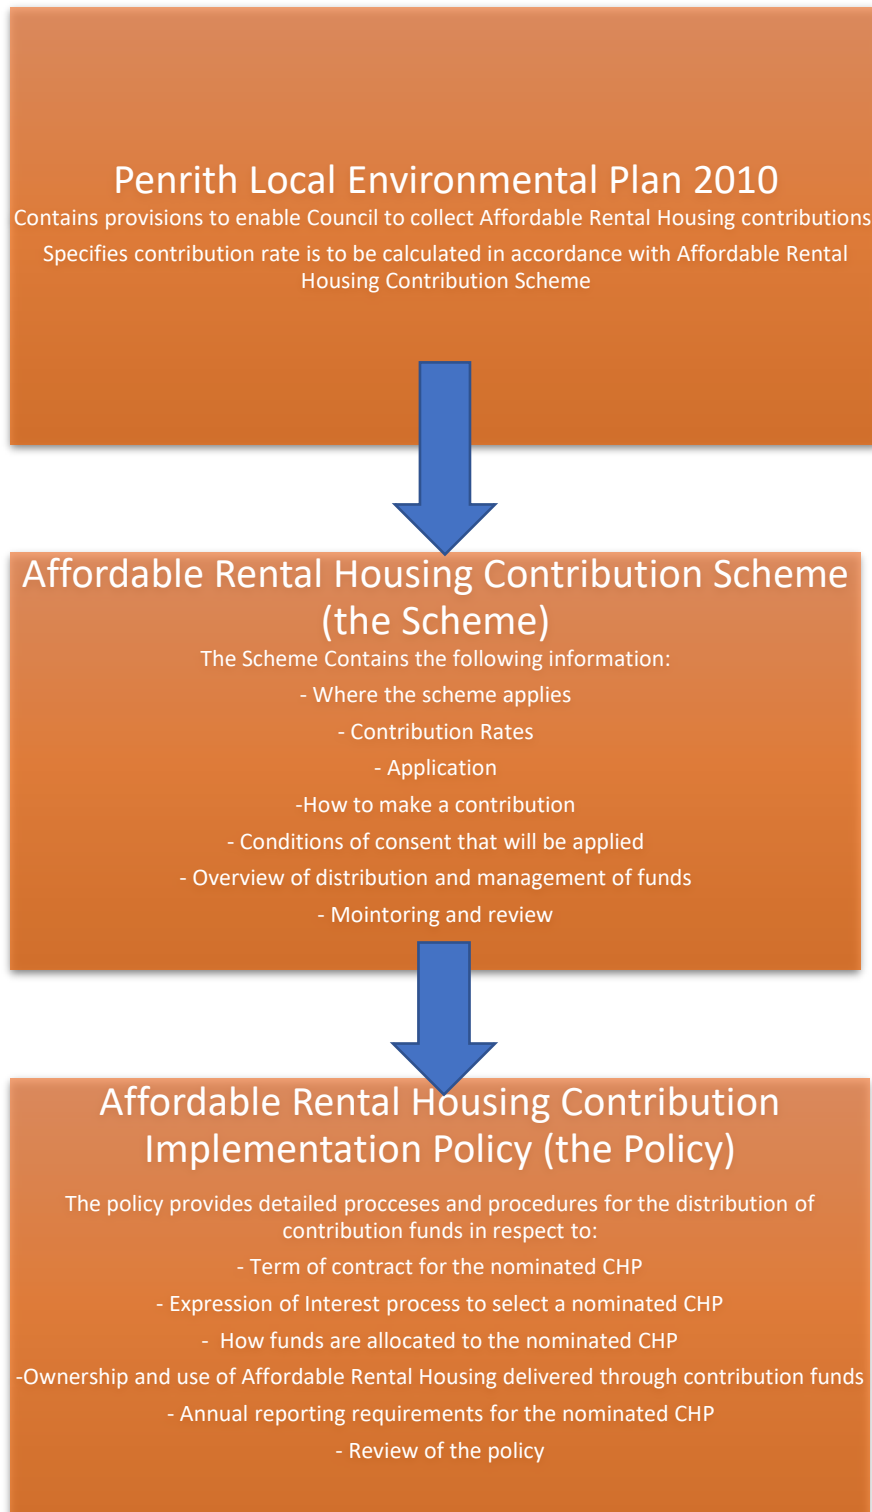 Penrith Local Environmental Plan 2010
Contains provisions to enable Council to collect Affordable Rental Housing contributions
Specifies contribution rate is to be calculated in accordance with Affordable Rental
Housing Contribution Scheme
Affordable Rental Housing Contribution Scheme
(the Scheme)
The Scheme Contains the following information:
- Where the scheme applies
- Contribution Rates
- Application
-How to make a contribution
- Conditions of consent that will be applied
- Overview of distribution and management of funds
- Mointoring and review
Affordable Rental Housing Contribution
Implementation Policy (the Policy)
The policy provides detailed procceses and procedures for the distribution of
contribution funds in respect to:
- Term of contract for the nominated CHP
- Expression of Interest process to select a nominated CHP
- How funds are allocated to the nominated CHP
-Ownership and use of Affordable Rental Housing delivered through contribution funds
- Annual reporting requirements for the nominated CHP
- Review of the policy